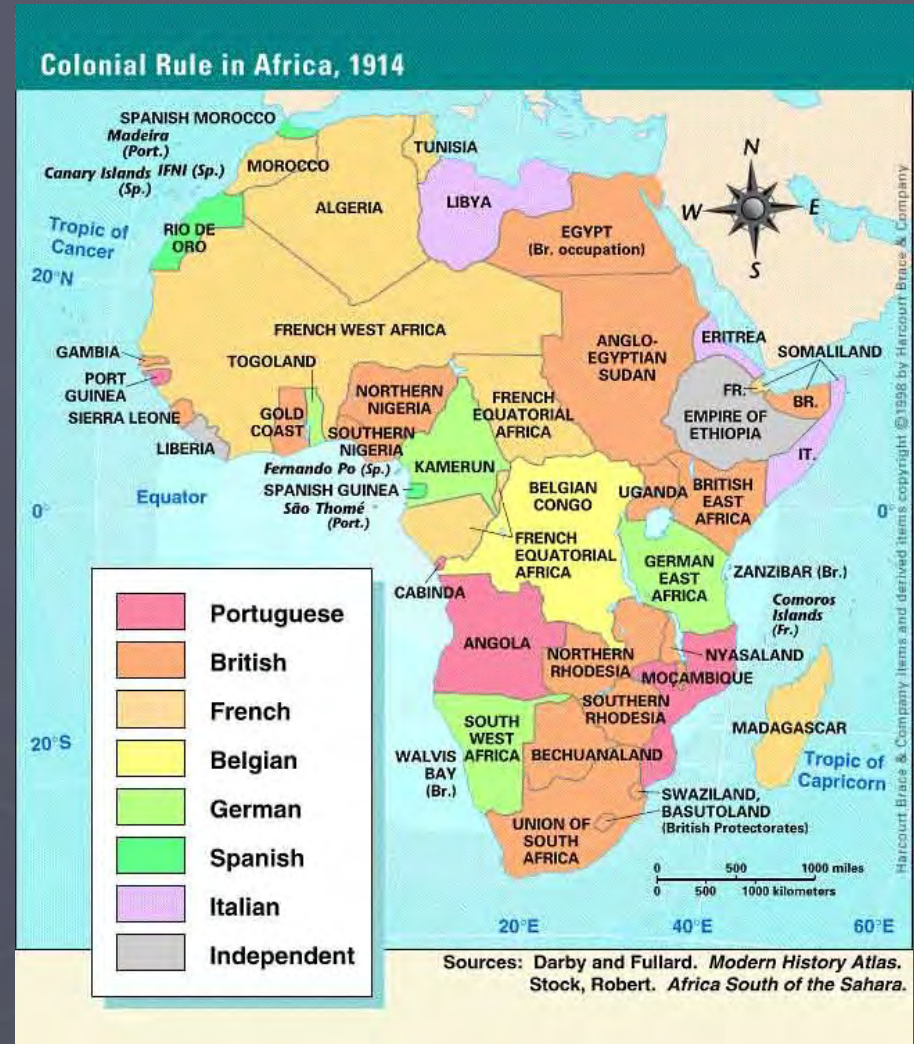 Colonial Rule in Africa, 1914
SPANISH MOROCCO
Madeira
(Port.)
Canary Islands
(Sp.)
IFNI (Sp.)
MOROCCO
TUNISIA
ALGERIA
LIBYA
EGYPT
(Br. occupation)
Tropic of
Cancer
RIO DE
ORO
20°N
N
W
E
S
FRENCH WEST AFRICA
ANGLO-
EGYPTIAN
SUDAN
ERITREA
SOMALILAND
FR.
BR.
IT.
EMPIRE OF
ETHIOPIA
GAMBIA
PORT
GUINEA
SIERRA LEONE
LIBERIA
TOGOLAND
GOLD
COAST
NORTHERN
NIGERIA
SOUTHERN
NIGERIA
FRENCH
EQUATORIAL
AFRICA
Fernando Po (Sp.)
SPANISH GUINEA
São Thomé
(Port.)
KAMERUN
Equator
0°
0°
BELGIAN
CONGO
UGANDA
BRITISH
EAST
AFRICA
FRENCH
EQUATORIAL
AFRICA
GERMAN
EAST
AFRICA
ZANZIBAR (Br.)
Comoros
Islands
(Fr.)
CABINDA
ANGOLA
NORTHERN
RHODESIA
NYASALAND
MOÇAMBIQUE
SOUTHERN
RHODESIA
MADAGASCAR
20°S
WALVIS
BAY
(Br.)
SOUTH
WEST
AFRICA
BECHUANALAND
Tropic of
Capricorn
SWAZILAND,
BASUTOLAND
(British Protectorates)
UNION OF
SOUTH
AFRICA
0 500 1000 miles
0 500 1000 kilometers
20°E 40°E 60°E
Portuguese
British
French
Belgian
German
Spanish
Italian
Independent
Sources: Darby and Fullard. Modern History Atlas.
Stock, Robert. Africa South of the Sahara.
Harcourt Brace & Company items and derived items copyright ©1998 by Harcourt Brace & Company